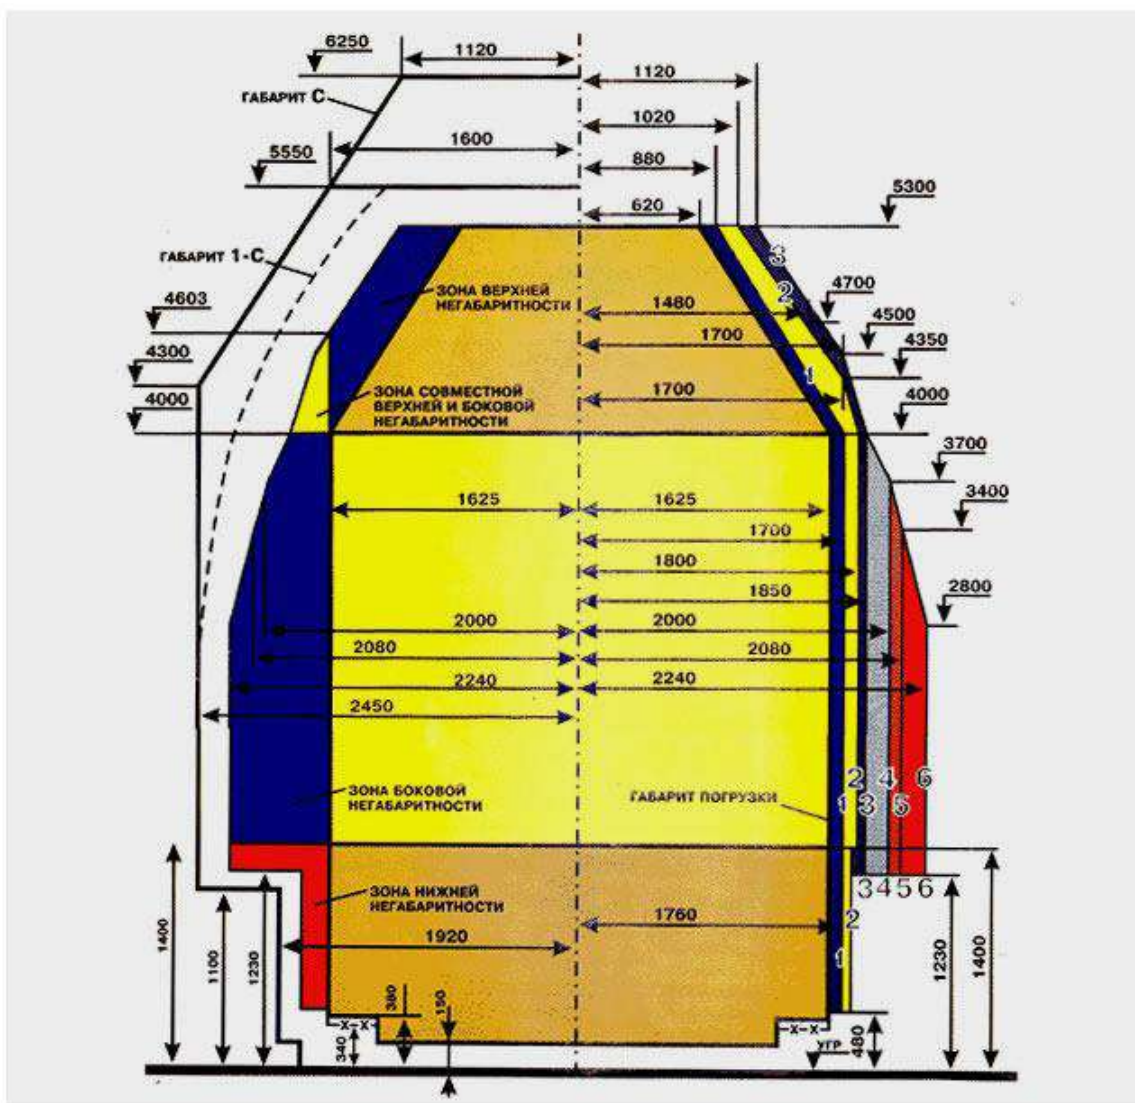 6250
1120
1120
ГАБАРИТ С
1020
5550
1600
880
620
5300
ГАБАРИТ 1-С
3
4603
ЗОНА ВЕРХНЕЙ
НЕГАБАРИТНОСТИ
2
1480
4700
1700
4500
4300
4350
1
4000
ЗОНА СОВМЕСТНОЙ
ВЕРХНЕЙ И БОКОВОЙ
НЕГАБАРИТНОСТИ
1700
4000
3700
1625
1625
3400
1700
1800
2800
1850
2000
2000
2080
2080
2240
2240
2450
ЗОНА БОКОВОЙ
НЕГАБАРИТНОСТИ
ГАБАРИТ ПОГРУЗКИ
1 2 3 4 5 6
3 4 5 6
ЗОНА НИЖНЕЙ
НЕГАБАРИТНОСТИ
1760
2
1920
1
1400
1100
1230
380
150
340
-х-х-
-х-х-
УГР
480
1230
1400